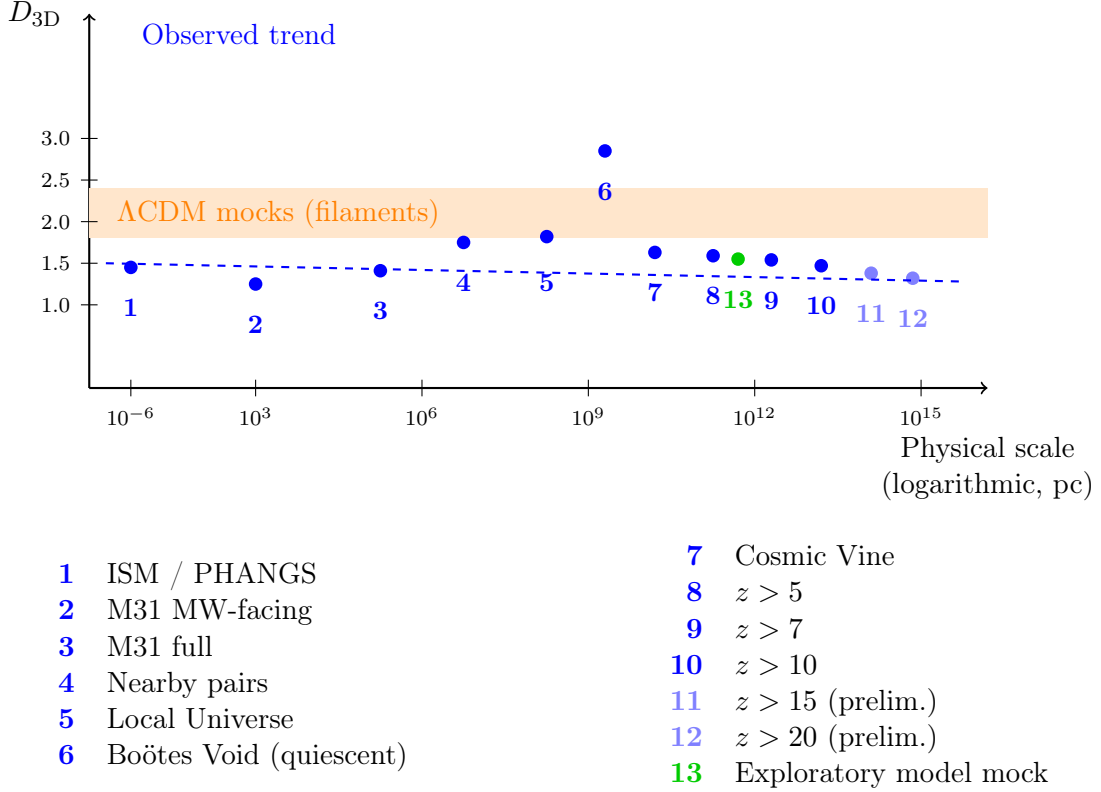 D3D
Observed trend
3.0
2.5
2.0
1.5
1.0
ΛCDM mocks (filaments)
1
2
3
4
5
6
7
8
13
9
10
11
12
10−6
103
106
109
1012
1015
Physical scale
(logarithmic, pc)
1 ISM / PHANGS
2 M31 MW-facing
3 M31 full
4 Nearby pairs
5 Local Universe
6 Boötes Void (quiescent)
7 Cosmic Vine
8 z > 5
9 z > 7
10 z > 10
11 z > 15 (prelim.)
12 z > 20 (prelim.)
13 Exploratory model mock